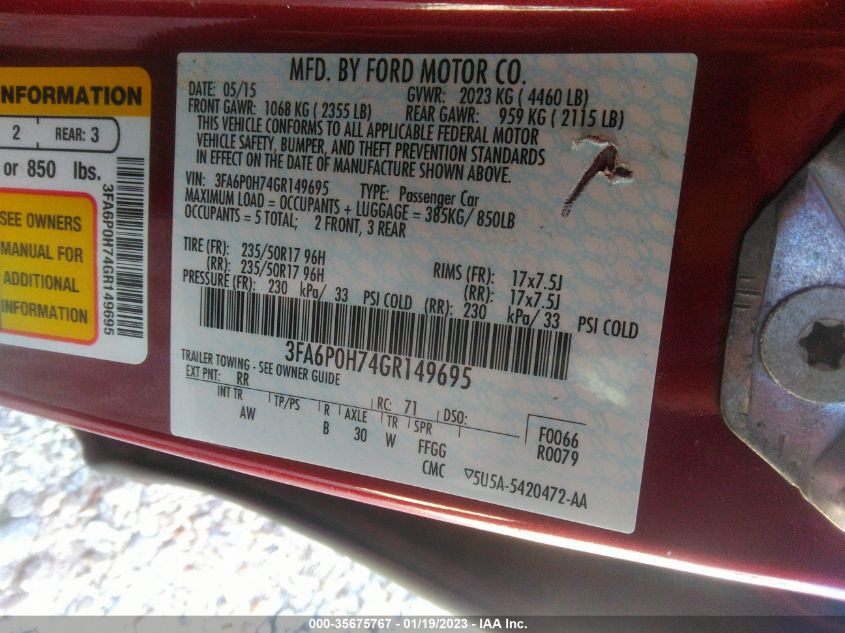 NFORMATION
2 REAR: 3
or 850 lbs.
SEE OWNERS
MANUAL FOR
ADDITIONAL
INFORMATION
3FA6P0H74GR149695
MFD. BY FORD MOTOR CO.
DATE: 05/15 GVWR: 2023 KG ( 4460 LB)
FRONT GAWR: 1068 KG ( 2355 LB) REAR GAWR: 959 KG ( 2115 LB)
THIS VEHICLE CONFORMS TO ALL APPLICABLE FEDERAL MOTOR
VEHICLE SAFETY, BUMPER, AND THEFT PREVENTION STANDARDS
IN EFFECT ON THE DATE OF MANUFACTURE SHOWN ABOVE.
VIN: 3FA6P0H74GR149695 TYPE: Passenger Car
MAXIMUM LOAD = OCCUPANTS + LUGGAGE = 385KG/ 850LB
OCCUPANTS = 5 TOTAL; 2 FRONT, 3 REAR
TIRE (FR): 235/50R17 96H RIMS (FR): 17x7.5J
(RR): 235/50R17 96H (RR): 17x7.5J
PRESSURE (FR): 230 kPa/ 33 PSI COLD (RR): 230 kPa/33 PSI COLD
3FA6P0H74GR149695
TRAILER TOWING - SEE OWNER GUIDE
EXT PNT: RR RC: 71 DSO: F0066
INT TR TP/PS R AXLE TR SPR R0079
AW B 30 W FFGG
CMC ▽5U5A-5420472-AA
000-35675767 - 01/19/2023 - IAA Inc.